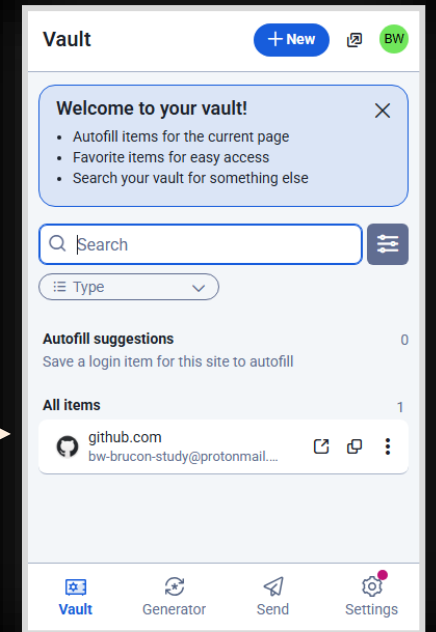 Vault
New
BW
Welcome to your vault!
• Autofill items for the current page
• Favorite items for easy access
• Search your vault for something else
Search
Type
Autofill suggestions 0
Save a login item for this site to autofill
All items 1
github.com
bw-brucon-study@protonmail....
Vault Generator Send Settings